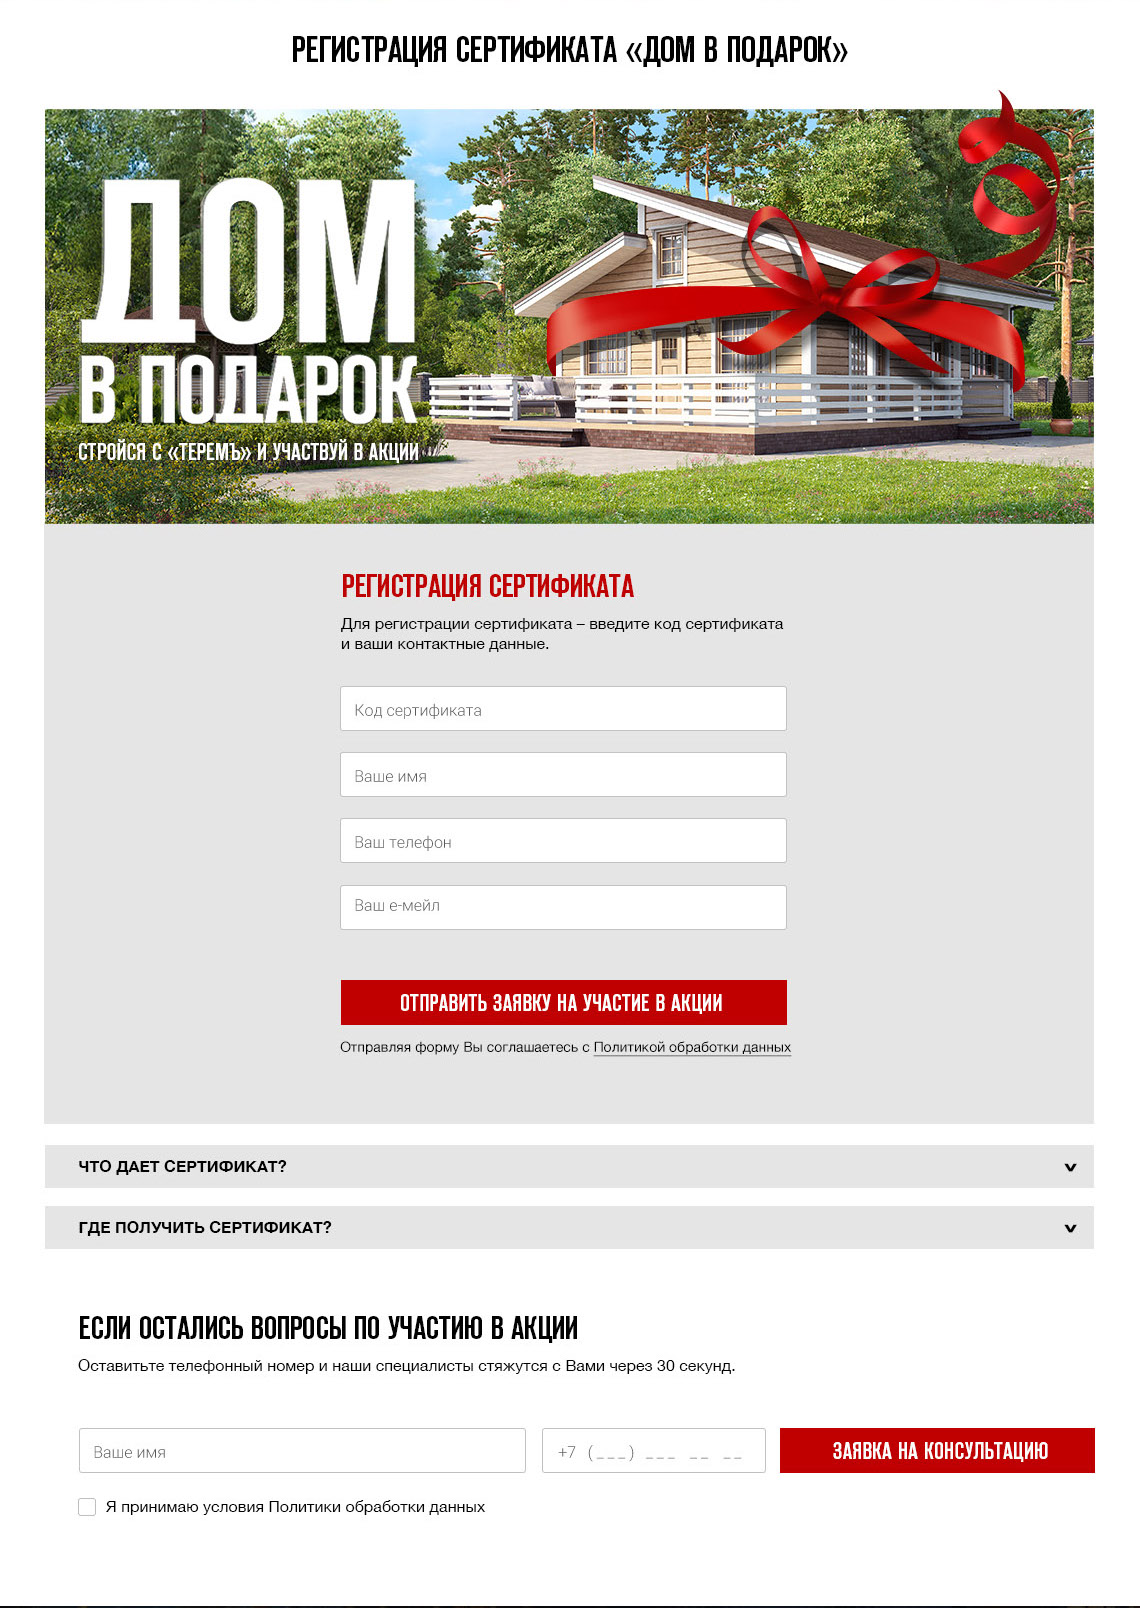 РЕГИСТРАЦИЯ СЕРТИФИКАТА «ДОМ В ПОДАРОК»
ДОМ
В ПОДАРОК
СТРОЙСЯ С «ТЕРЕМЪ» И УЧАСТВУЙ В АКЦИИ
РЕГИСТРАЦИЯ СЕРТИФИКАТА
Для регистрации сертификата – введите код сертификата
и ваши контактные данные.
Код сертификата
Ваше имя
Ваш телефон
Ваш е-мейл
ОТПРАВИТЬ ЗАЯВКУ НА УЧАСТИЕ В АКЦИИ
Отправляя форму Вы соглашаетесь с Политикой обработки данных
ЧТО ДАЕТ СЕРТИФИКАТ?
ГДЕ ПОЛУЧИТЬ СЕРТИФИКАТ?
ЕСЛИ ОСТАЛИСЬ ВОПРОСЫ ПО УЧАСТИЮ В АКЦИИ
Оставитьте телефонный номер и наши специалисты стяжутся с Вами через 30 секунд.
Ваше имя
+7 (___) ___ __ __
ЗАЯВКА НА КОНСУЛЬТАЦИЮ
Я принимаю условия Политики обработки данных